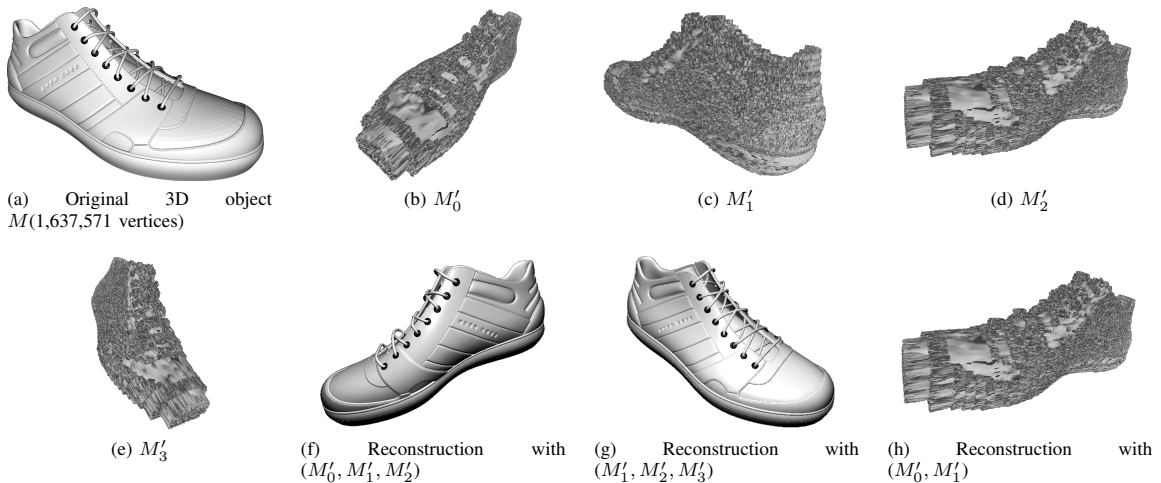 (a) Original 3D object
M(1,637,571 vertices)
(b) M′₀
(c) M′₁
(d) M′₂
(e) M′₃
(f) Reconstruction with
(M′₀, M′₁, M′₂)
(g) Reconstruction with
(M′₁, M′₂, M′₃)
(h) Reconstruction with
(M′₀, M′₁)